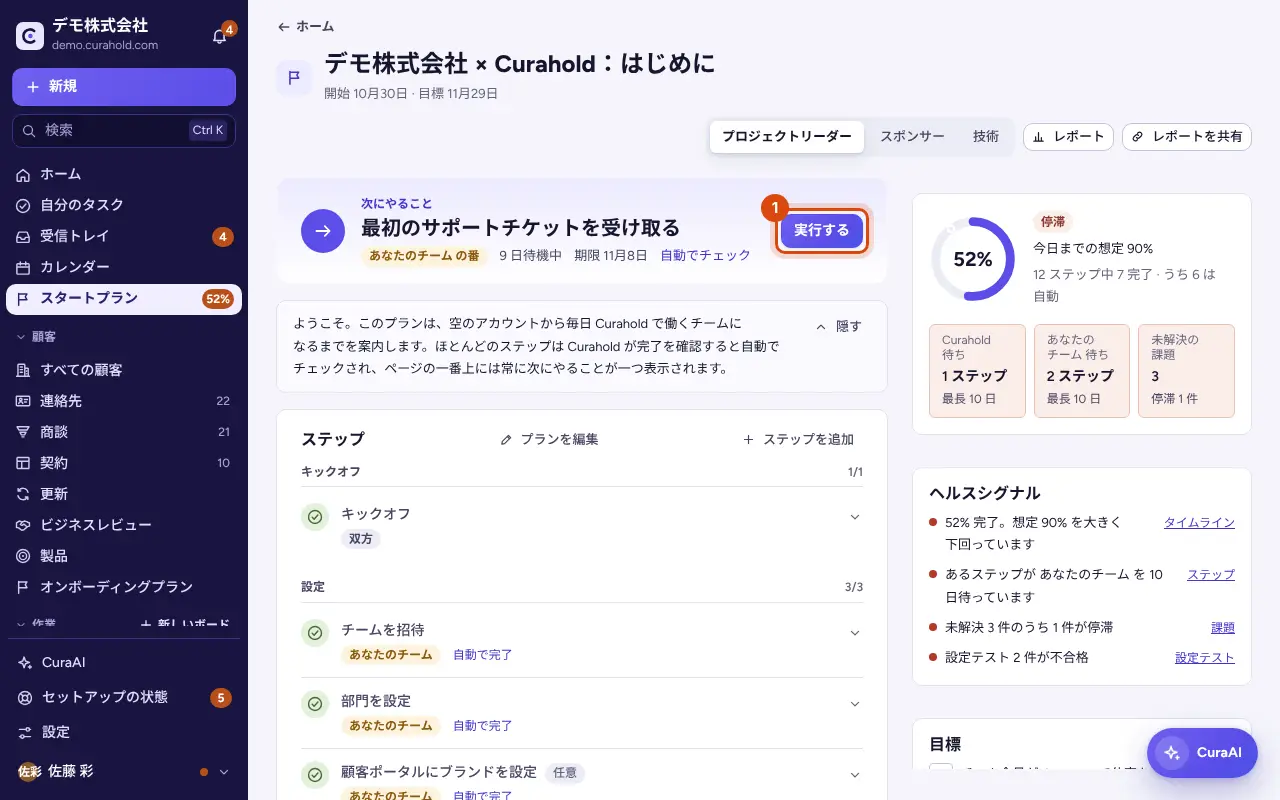 デモ株式会社
demo.curahold.com
4
新規
検索
Ctrl K
ホーム
自分のタスク
受信トレイ
4
カレンダー
スタートプラン
52%
顧客
すべての顧客
連絡先
22
商談
21
契約
10
更新
ビジネスレビュー
製品
オンボーディングプラン
作業
新しいボード
CuraAI
セットアップの状態
5
設定
佐彩
佐藤 彩
ホーム
デモ株式会社 × Curahold：はじめに
開始 10月30日 · 目標 11月29日
プロジェクトリーダー
スポンサー
技術
レポート
レポートを共有
次にやること
最初のサポートチケットを受け取る
あなたのチーム の番
9 日待機中
期限 11月8日
自動でチェック
1
実行する
ようこそ。このプランは、空のアカウントから毎日 Curahold で働くチームに
なるまでを案内します。ほとんどのステップは Curahold が完了を確認すると自動で
チェックされ、ページの一番上には常に次にやることが一つ表示されます。
隠す
ステップ
プランを編集
ステップを追加
キックオフ
1/1
キックオフ
双方
設定
3/3
チームを招待
あなたのチーム
自動で完了
部門を設定
あなたのチーム
自動で完了
顧客ポータルにブランドを設定
任意
あなたのチーム
自動で完了
52%
停滞
今日までの想定 90%
12 ステップ中 7 完了 · うち 6 は
自動
Curahold
待ち
1 ステップ
最長 10 日
あなたの
チーム 待ち
2 ステップ
最長 10 日
未解決の
課題
3
停滞 1 件
ヘルスシグナル
52% 完了。想定 90% を大きく
下回っています
タイムライン
あるステップが あなたのチーム を 10
日待っています
ステップ
未解決 3 件のうち 1 件が停滞
課題
設定テスト 2 件が不合格
設定テスト
目標
CuraAI